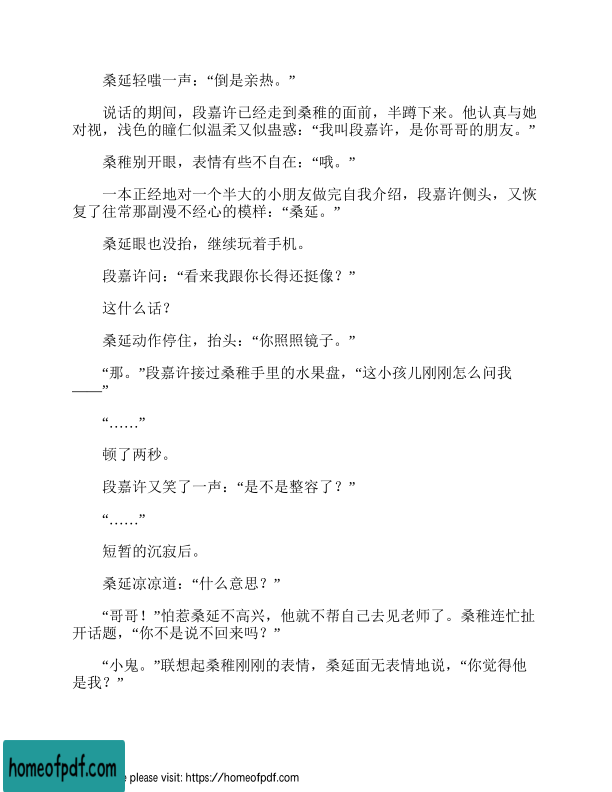 桑延轻嗤一声：“倒是亲热。”
说话的期间，段嘉许已经走到桑稚的面前，半蹲下来。他认真与她
对视，浅色的瞳仁似温柔又似蛊惑：“我叫段嘉许，是你哥哥的朋友。”
桑稚别开眼，表情有些不自在：“哦。”
一本正经地对一个半大的小朋友做完自我介绍，段嘉许侧头，又恢
复了往常那副漫不经心的模样：“桑延。”
桑延眼也没抬，继续玩着手机。
段嘉许问：“看来我跟你长得还挺像？”
这什么话？
桑延动作停住，抬头：“你照照镜子。”
“那。”段嘉许接过桑稚手里的水果盘，“这小孩儿刚刚怎么问我
——”
“……”
顿了两秒。
段嘉许又笑了一声：“是不是整容了？”
“……”
短暂的沉寂后。
桑延凉凉道：“什么意思？”
“哥哥！”怕惹桑延不高兴，他就不帮自己去见老师了。桑稚连忙扯
开话题，“你不是说不回来吗？”
“小鬼。”联想起桑稚刚刚的表情，桑延面无表情地说，“你觉得他
是我？”
homeofpdf.com
e please visit: https://homeofpdf.com